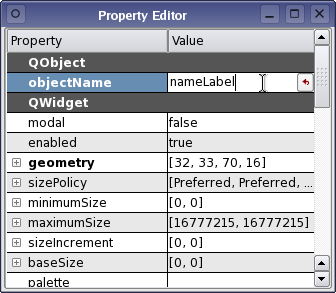 Property Editor
Property Value
QObject
objectName nameLabel
QWidget
modal false
enabled true
geometry [32, 33, 70, 16]
sizePolicy [Preferred, Preferred, ...
minimumSize [0, 0]
maximumSize [16777215, 16777215]
sizeIncrement [0, 0]
baseSize [0, 0]
palette